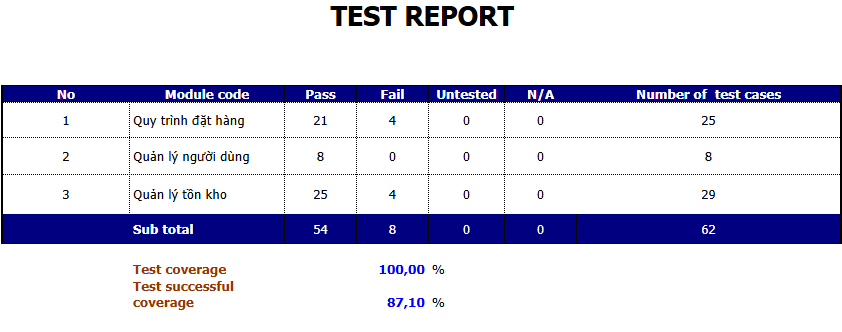 TEST REPORT
No Module code Pass Fail Untested N/A Number of test cases
1 Quy trình đặt hàng 21 4 0 0 25
2 Quản lý người dùng 8 0 0 0 8
3 Quản lý tồn kho 25 4 0 0 29
Sub total 54 8 0 0 62
Test coverage 100,00 %
Test successful
coverage 87,10 %